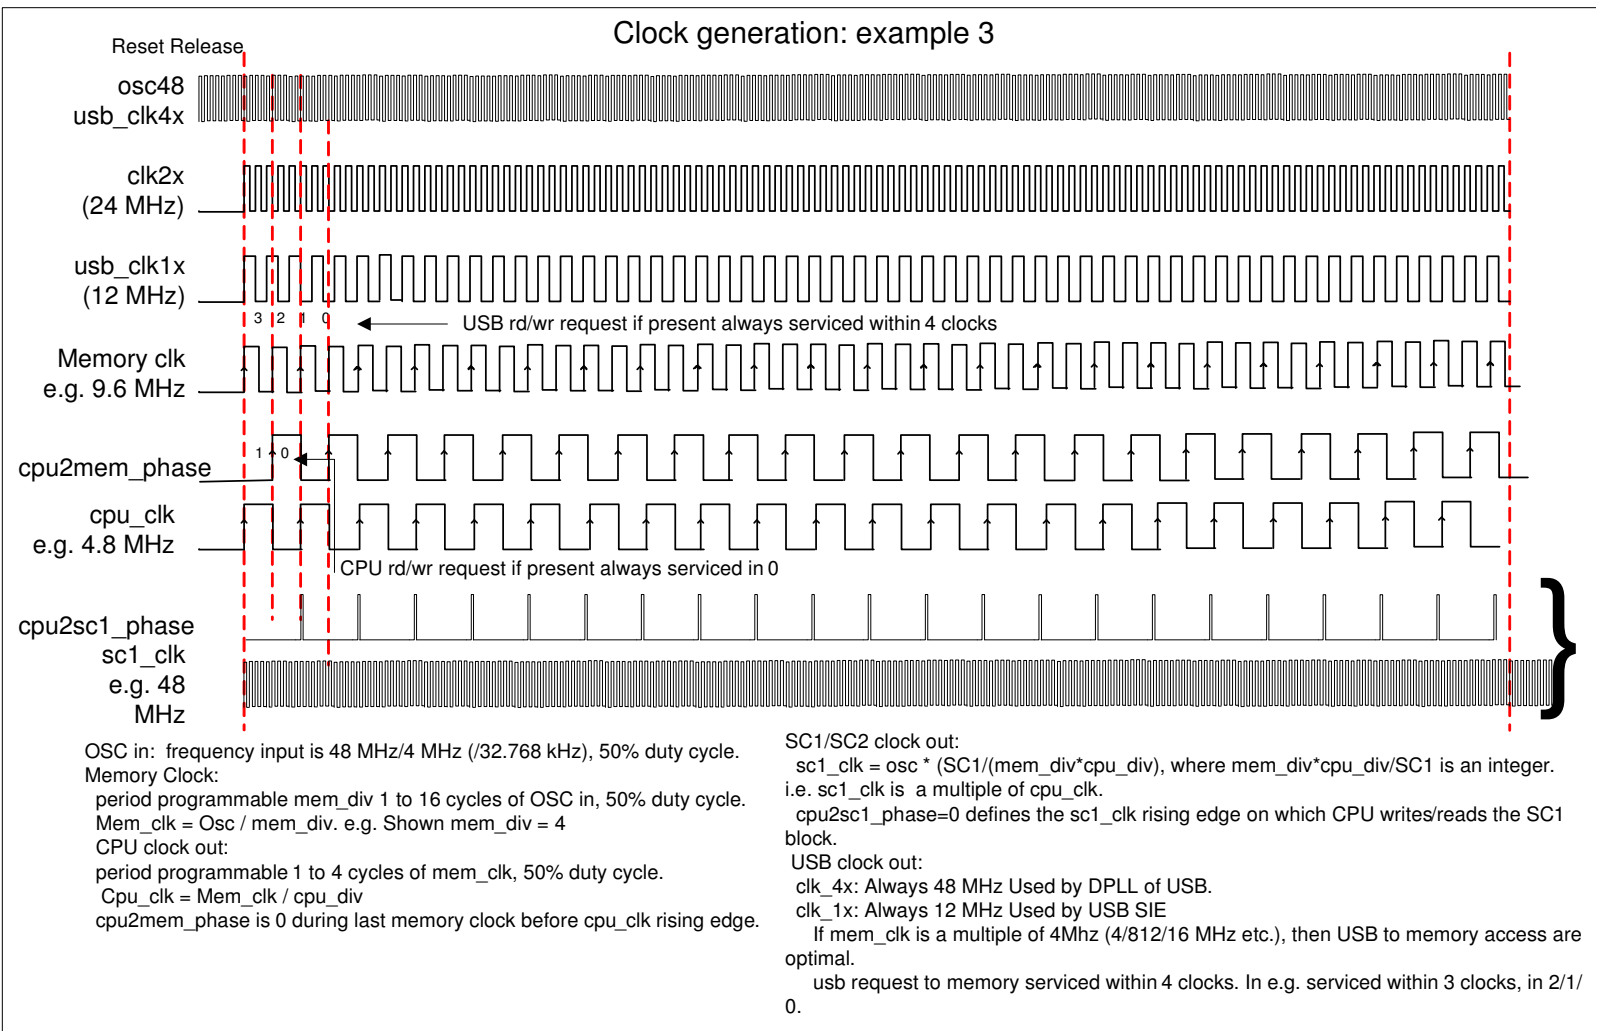 Clock generation: example 3
Reset Release
osc48
usb_clk4x
clk2x
(24 MHz)
usb_clk1x
(12 MHz)
3 2 1 0
USB rd/wr request if present always serviced within 4 clocks
Memory clk
e.g. 9.6 MHz
cpu2mem_phase
1 0
cpu_clk
e.g. 4.8 MHz
CPU rd/wr request if present always serviced in 0
cpu2sc1_phase
sc1_clk
e.g. 48
MHz
}
OSC in: frequency input is 48 MHz/4 MHz (/32.768 kHz), 50% duty cycle.
Memory Clock:
period programmable mem_div 1 to 16 cycles of OSC in, 50% duty cycle.
Mem_clk = Osc / mem_div. e.g. Shown mem_div = 4
CPU clock out:
period programmable 1 to 4 cycles of mem_clk, 50% duty cycle.
Cpu_clk = Mem_clk / cpu_div
cpu2mem_phase is 0 during last memory clock before cpu_clk rising edge.
SC1/SC2 clock out:
sc1_clk = osc * (SC1/(mem_div*cpu_div), where mem_div*cpu_div/SC1 is an integer.
i.e. sc1_clk is a multiple of cpu_clk.
cpu2sc1_phase=0 defines the sc1_clk rising edge on which CPU writes/reads the SC1
block.
USB clock out:
clk_4x: Always 48 MHz Used by DPLL of USB.
clk_1x: Always 12 MHz Used by USB SIE
If mem_clk is a multiple of 4Mhz (4/812/16 MHz etc.), then USB to memory access are
optimal.
usb request to memory serviced within 4 clocks. In e.g. serviced within 3 clocks, in 2/1/
0.